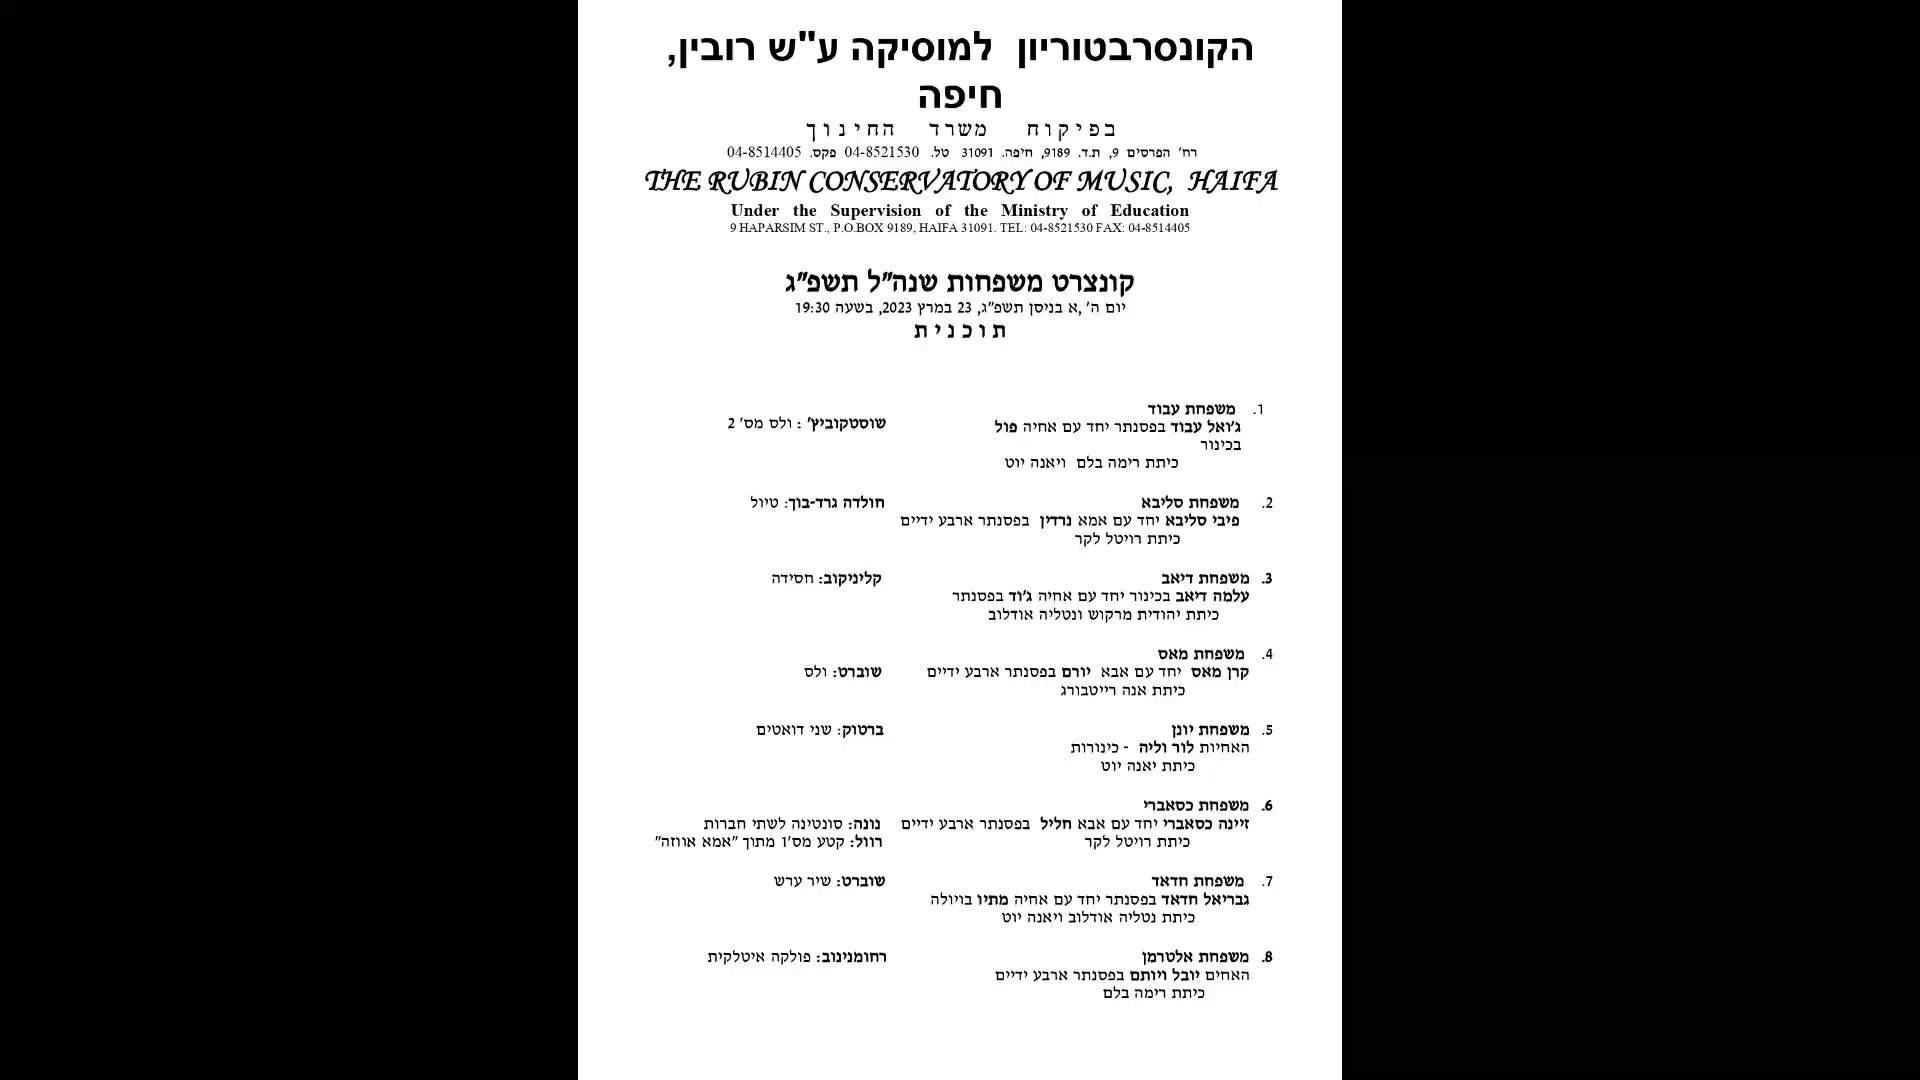 הקונסרבטוריון למוסיקה ע"ש רובין,
חיפה
בפיקוח משרד החינוך
רח' הפרסים 9, ת.ד. 9189, חיפה. 31091 טל. 04-8521530 פקס. 04-8514405
THE RUBIN CONSERVATORY OF MUSIC, HAIFA
Under the Supervision of the Ministry of Education
9 HAPARSIM ST., P.O.BOX 9189, HAIFA 31091. TEL: 04-8521530 FAX: 04-8514405
קונצרט משפחות שנה"ל תשפ"ג
יום ה' ,א בניסן תשפ"ג, 23 במרץ 2023, בשעה 19:30
תוכנית
1. משפחת עבוד
ג'ואל עבוד בפסנתר יחד עם אחיה פול שוסטקוביץ' : ולס מס' 2
בכינור
כיתת רימה בלם ויאנה יוט
2. משפחת סליבא חולדה גרד-בוך: טיול
פיבי סליבא יחד עם אמא נרדין בפסנתר ארבע ידיים
כיתת רויטל לקר
3. משפחת דיאב קליניקוב: חסידה
עלמה דיאב בכינור יחד עם אחיה ג'וד בפסנתר
כיתת יהודית מרקוש ונטליה אודלוב
4. משפחת מאס
קרן מאס יחד עם אבא יורם בפסנתר ארבע ידיים שוברט: ולס
כיתת אנה רייטבורג
5. משפחת יונן ברטוק: שני דואטים
האחיות לור וליה - כינורות
כיתת יאנה יוט
6. משפחת כסאברי
זיינה כסאברי יחד עם אבא חליל בפסנתר ארבע ידיים נונה: סונטינה לשתי חברות
כיתת רויטל לקר רוול: קטע מס'1 מתוך "אמא אווזה"
7. משפחת חדאד שוברט: שיר ערש
גבריאל חדאד בפסנתר יחד עם אחיה מתיו בויולה
כיתת נטליה אודלוב ויאנה יוט
8. משפחת אלטרמן רחומנינוב: פולקה איטלקית
האחים יובל ויותם בפסנתר ארבע ידיים
כיתת רימה בלם